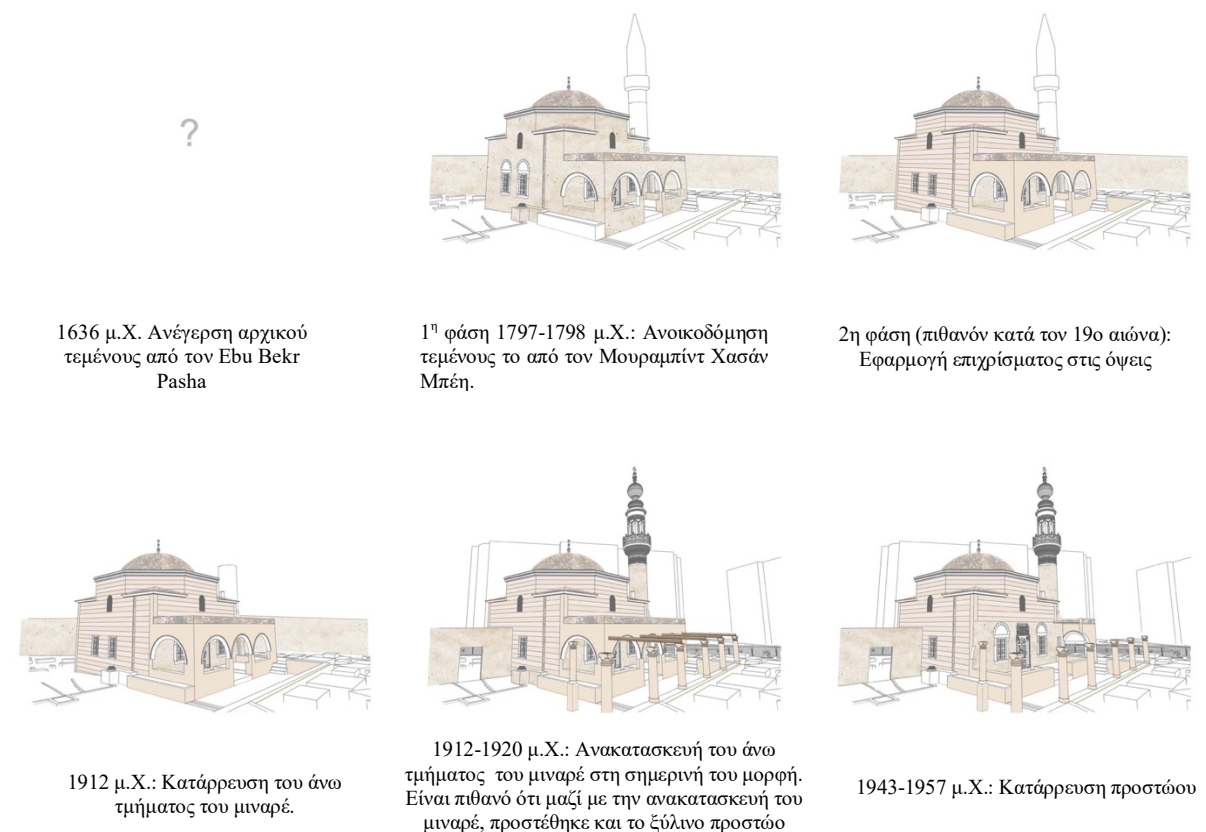 ?
1636 μ.Χ. Ανέγερση αρχικού
τεμένους από τον Ebu Bekr
Pasha
1η φάση 1797-1798 μ.Χ.: Ανοικοδόμηση
τεμένους το από τον Μουραμπίντ Χασάν
Μπέη.
2η φάση (πιθανόν κατά τον 19ο αιώνα):
Εφαρμογή επιχρίσματος στις όψεις
1912 μ.Χ.: Κατάρρευση του άνω
τμήματος του μιναρέ.
1912-1920 μ.Χ.: Ανακατασκευή του άνω
τμήματος του μιναρέ στη σημερινή του μορφή.
Είναι πιθανό ότι μαζί με την ανακατασκευή του
μιναρέ, προστέθηκε και το ξύλινο προστώο
1943-1957 μ.Χ.: Κατάρρευση προστώου